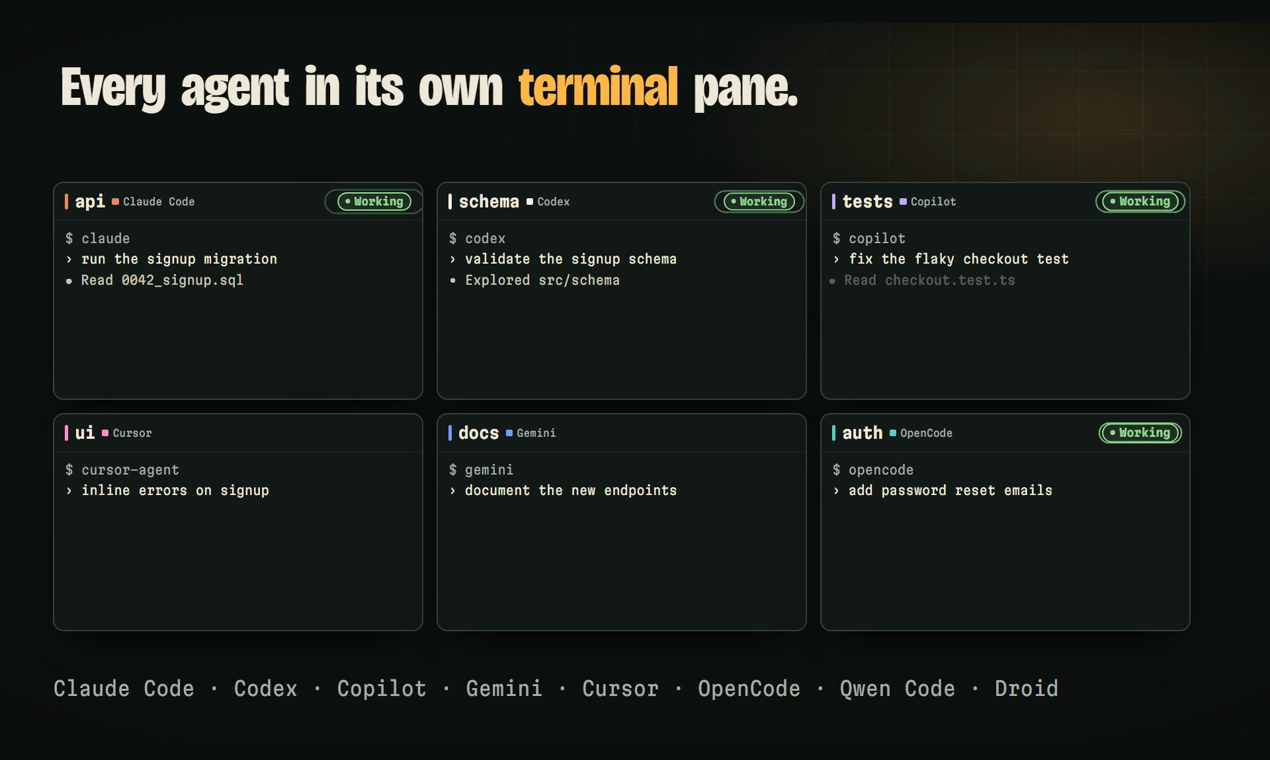 Every agent in its own terminal pane.
api Claude Code • Working
$ claude
› run the signup migration
• Read 0042_signup.sql
schema Codex • Working
$ codex
› validate the signup schema
• Explored src/schema
tests Copilot • Working
$ copilot
› fix the flaky checkout test
• Read checkout.test.ts
ui Cursor
$ cursor-agent
› inline errors on signup
docs Gemini
$ gemini
› document the new endpoints
auth OpenCode • Working
$ opencode
› add password reset emails
Claude Code · Codex · Copilot · Gemini · Cursor · OpenCode · Qwen Code · Droid